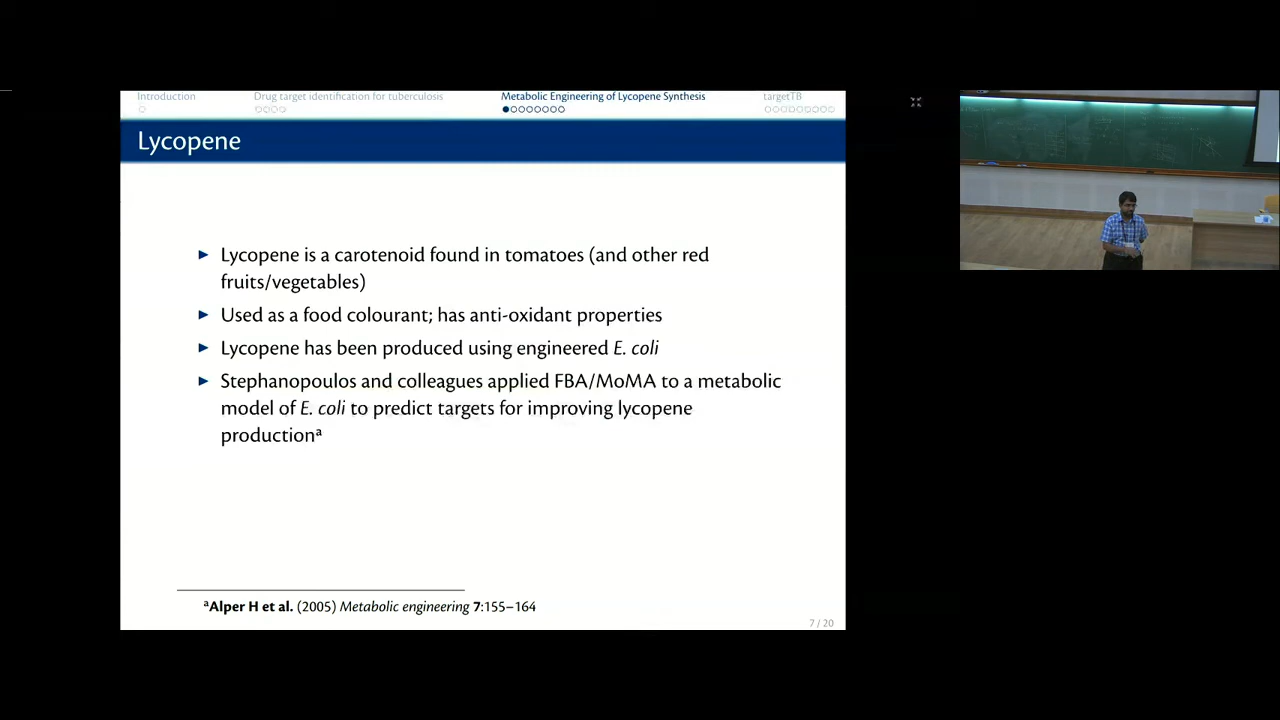 Introduction
Drug target identification for tuberculosis
Metabolic Engineering of Lycopene Synthesis
targetTB
Lycopene
Lycopene is a carotenoid found in tomatoes (and other red
fruits/vegetables)
Used as a food colourant; has anti-oxidant properties
Lycopene has been produced using engineered E. coli
Stephanopoulos and colleagues applied FBA/MoMA to a metabolic
model of E. coli to predict targets for improving lycopene
productionᵃ
ᵃAlper H et al. (2005) Metabolic engineering 7:155–164
7 / 20